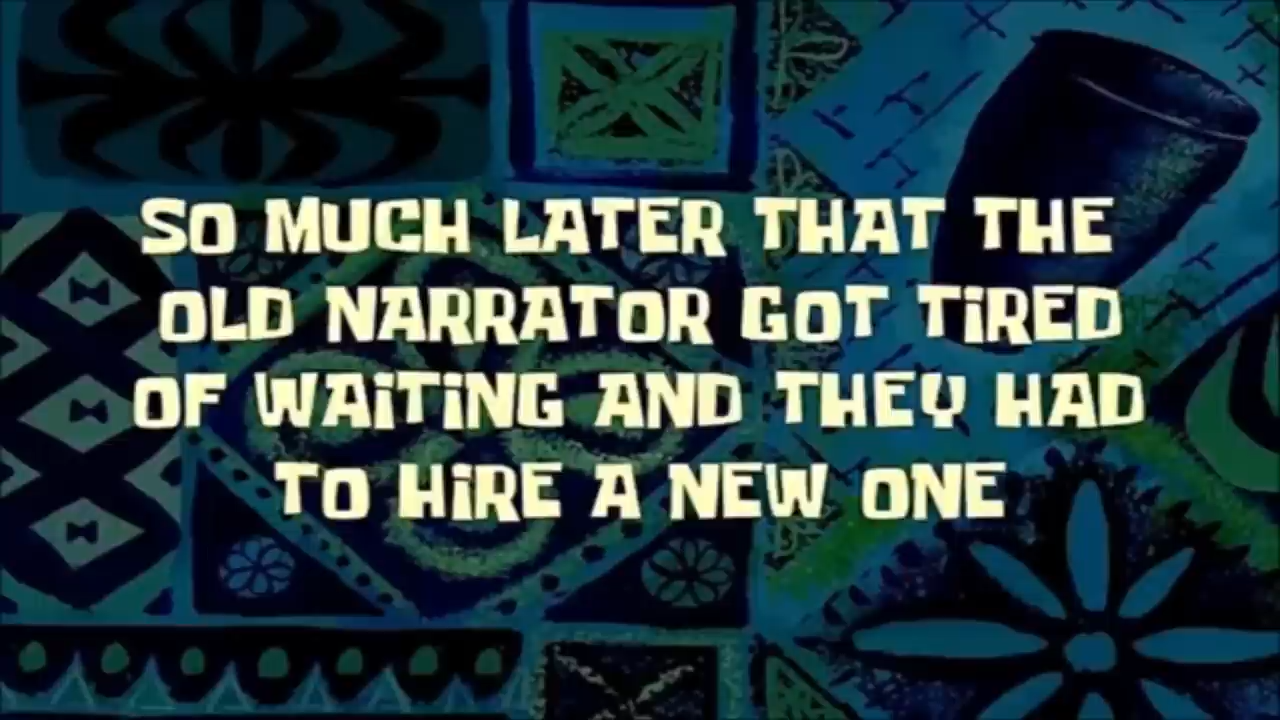 SO MUCH LATER THAT THE
OLD NARRATOR GOT TIRED
OF WAITING AND THEY HAD
TO HIRE A NEW ONE